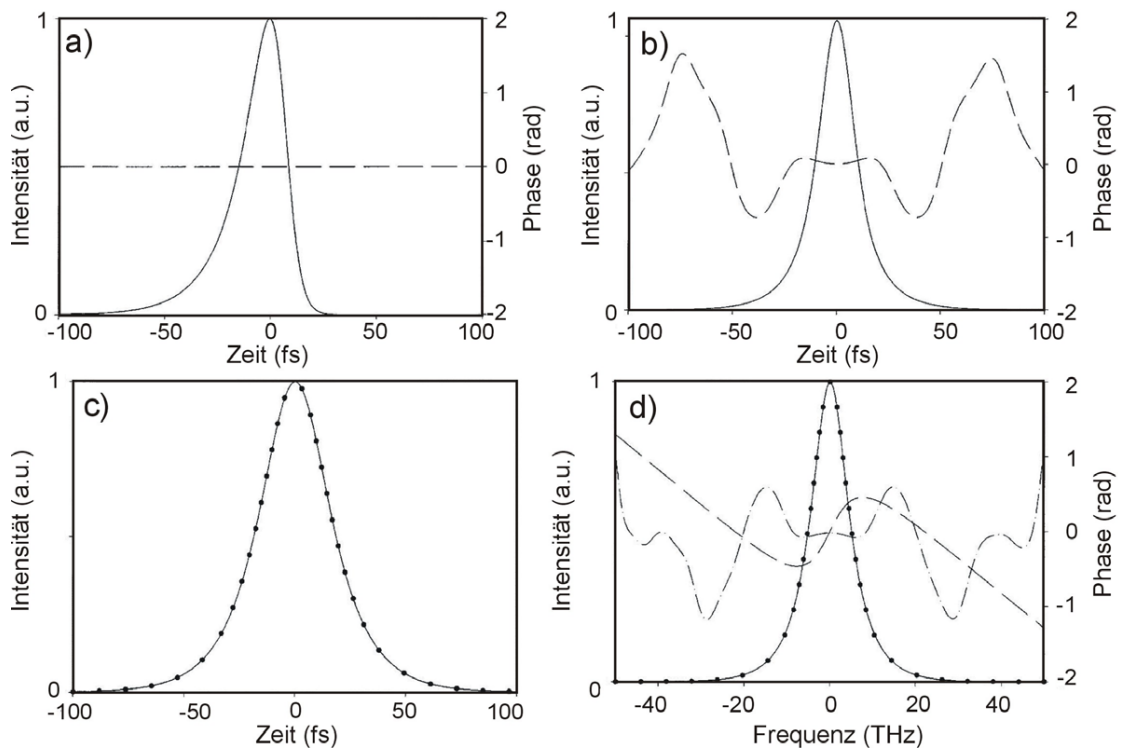 a)
1
0
Intensität (a.u.)
2
1
0
-1
-2
Phase (rad)
-100 -50 0 50 100
Zeit (fs)
b)
1
0
Intensität (a.u.)
2
1
0
-1
-2
Phase (rad)
-100 -50 0 50 100
Zeit (fs)
c)
1
0
Intensität (a.u.)
-100 -50 0 50 100
Zeit (fs)
d)
1
0
Intensität (a.u.)
2
1
0
-1
-2
Phase (rad)
-40 -20 0 20 40
Frequenz (THz)